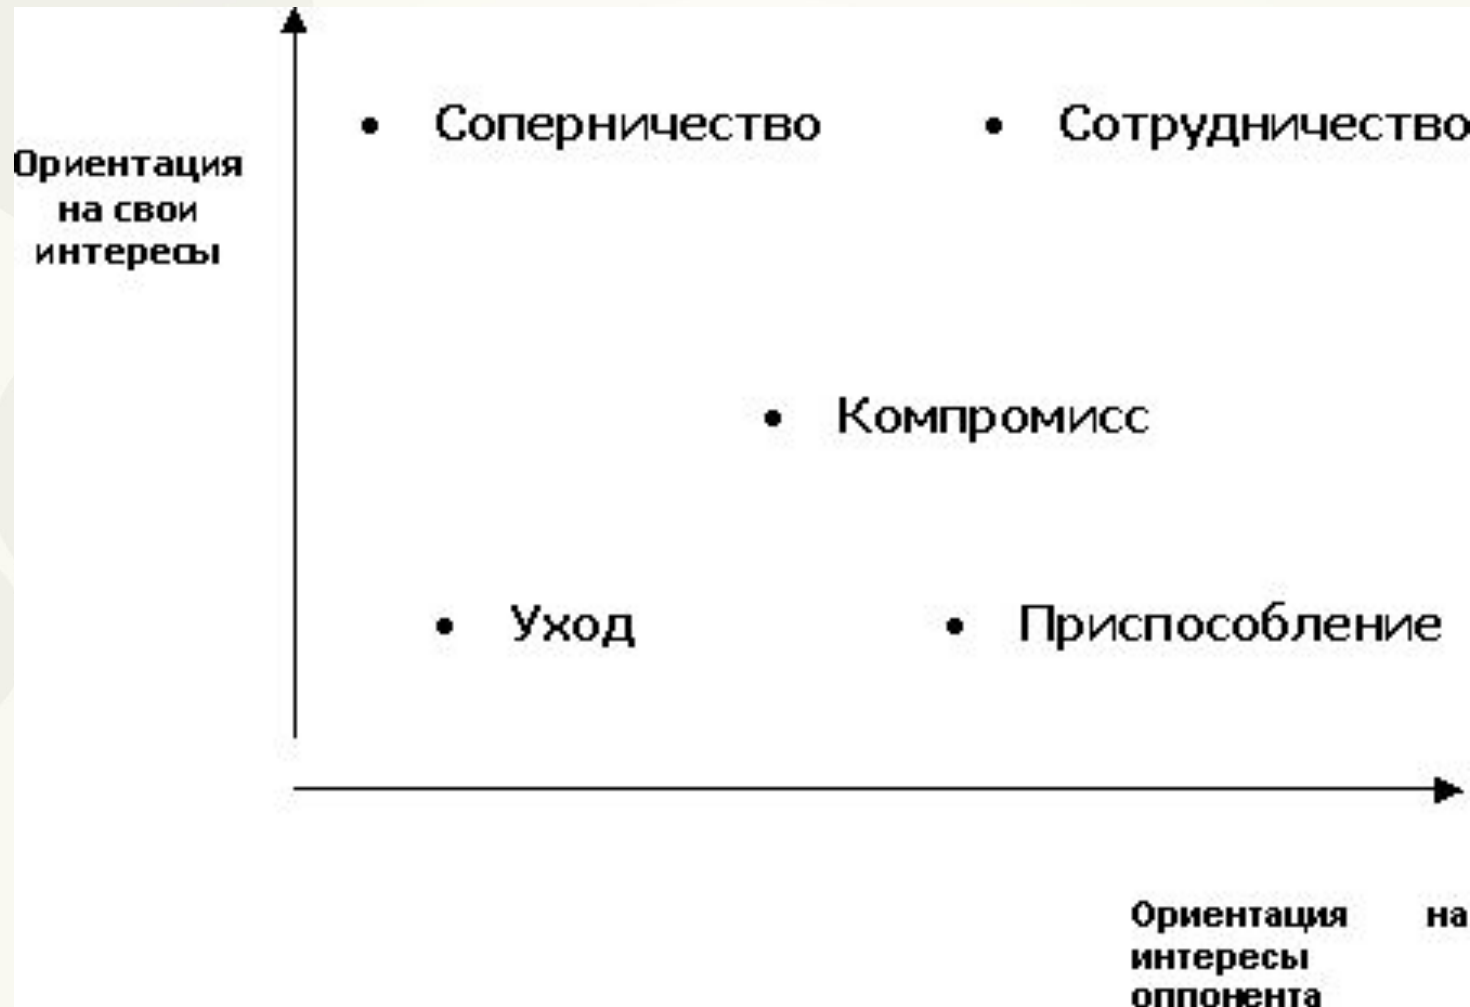 • Соперничество
• Сотрудничество
Ориентация
на свои
интересы
• Компромисс
• Уход
• Приспособление
Ориентация на
интересы
оппонента